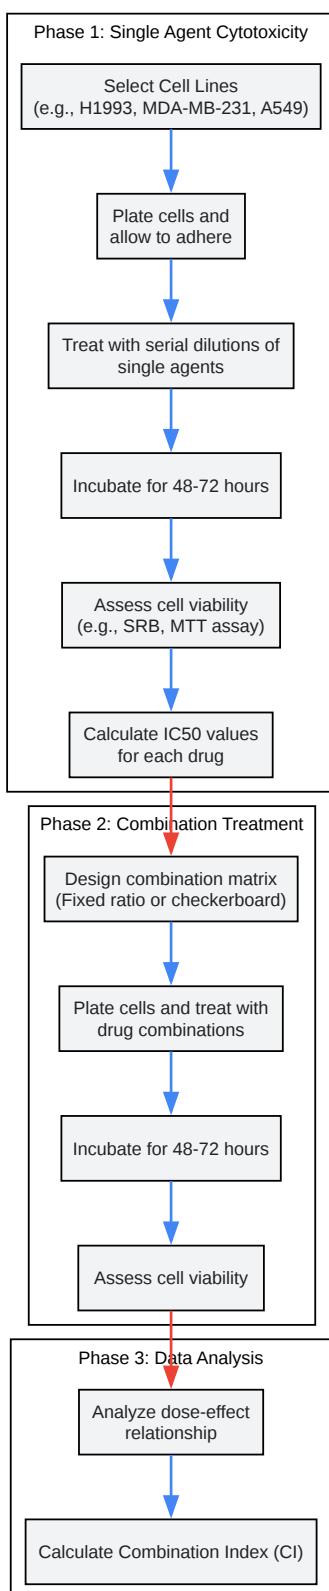 Phase 1: Single Agent Cytotoxicity
Select Cell Lines
(e.g., H1993, MDA-MB-231, A549)
Plate cells and
allow to adhere
Treat with serial dilutions of
single agents
Incubate for 48-72 hours
Assess cell viability
(e.g., SRB, MTT assay)
Calculate IC50 values
for each drug
Phase 2: Combination Treatment
Design combination matrix
(Fixed ratio or checkerboard)
Plate cells and treat with
drug combinations
Incubate for 48-72 hours
Assess cell viability
Phase 3: Data Analysis
Analyze dose-effect
relationship
Calculate Combination Index (CI)